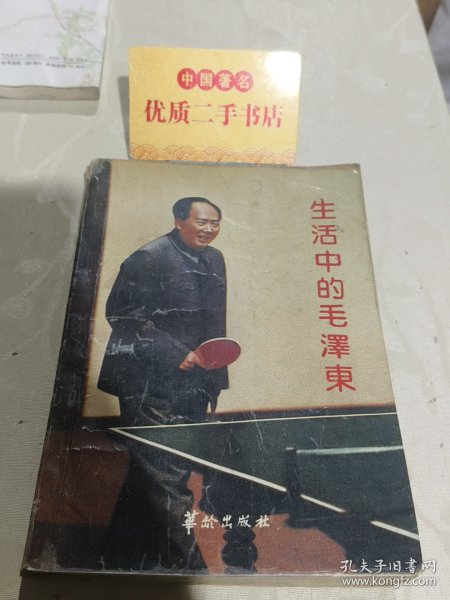 中国著名
优质二手书店
生活中的毛澤東
華龄出版社
孔夫子旧书网
www.kongfz.com